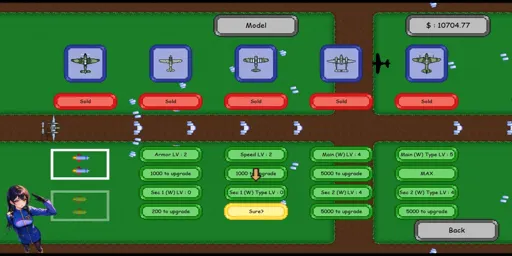 Model
$ : 10704.77
Sold
Sold
Sold
Sold
Sold
Armor LV : 2
Speed LV : 2
Main (W) LV : 4
Main (W) Type LV : 5
1000 to upgrade
1000 to upgrade
5000 to upgrade
MAX
Sec 1 (W) LV : 0
Sec 1 (W) Type LV : 0
Sec 2 (W) LV : 4
Sec 2 (W) Type LV : 4
200 to upgrade
Sure?
5000 to upgrade
5000 to upgrade
Back